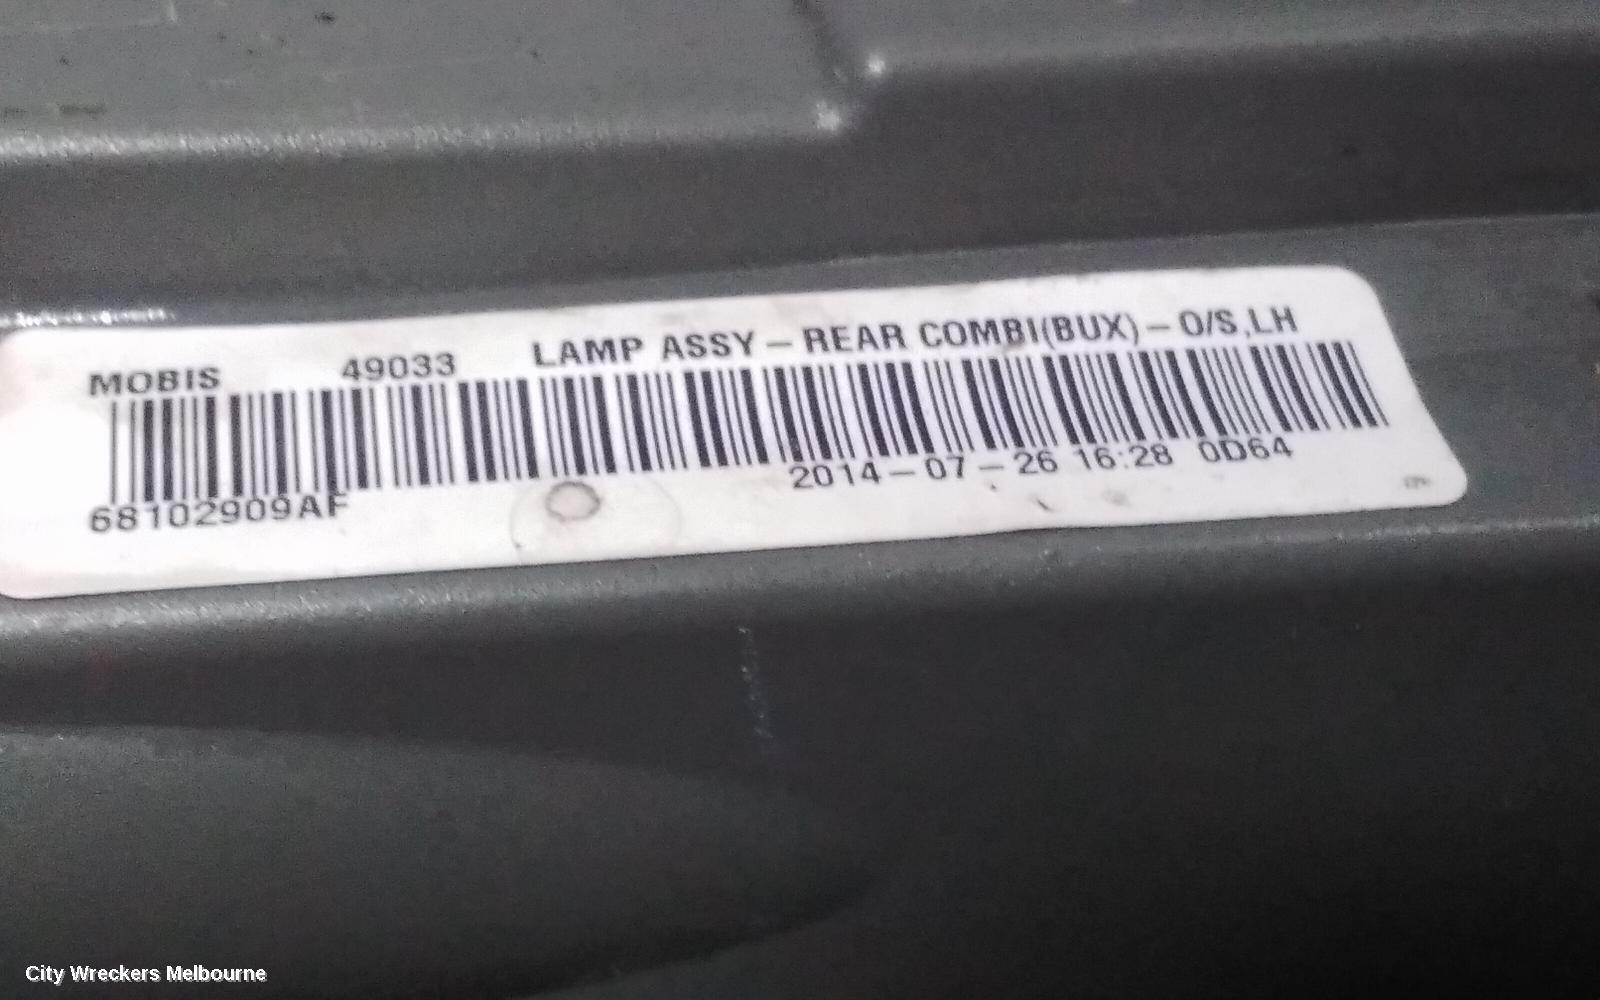 MOBIS 49033 LAMP ASSY – REAR COMBI(BUX) – O/S,LH
68102909AF 2014–07–26 16:28 0D64
City Wreckers Melbourne